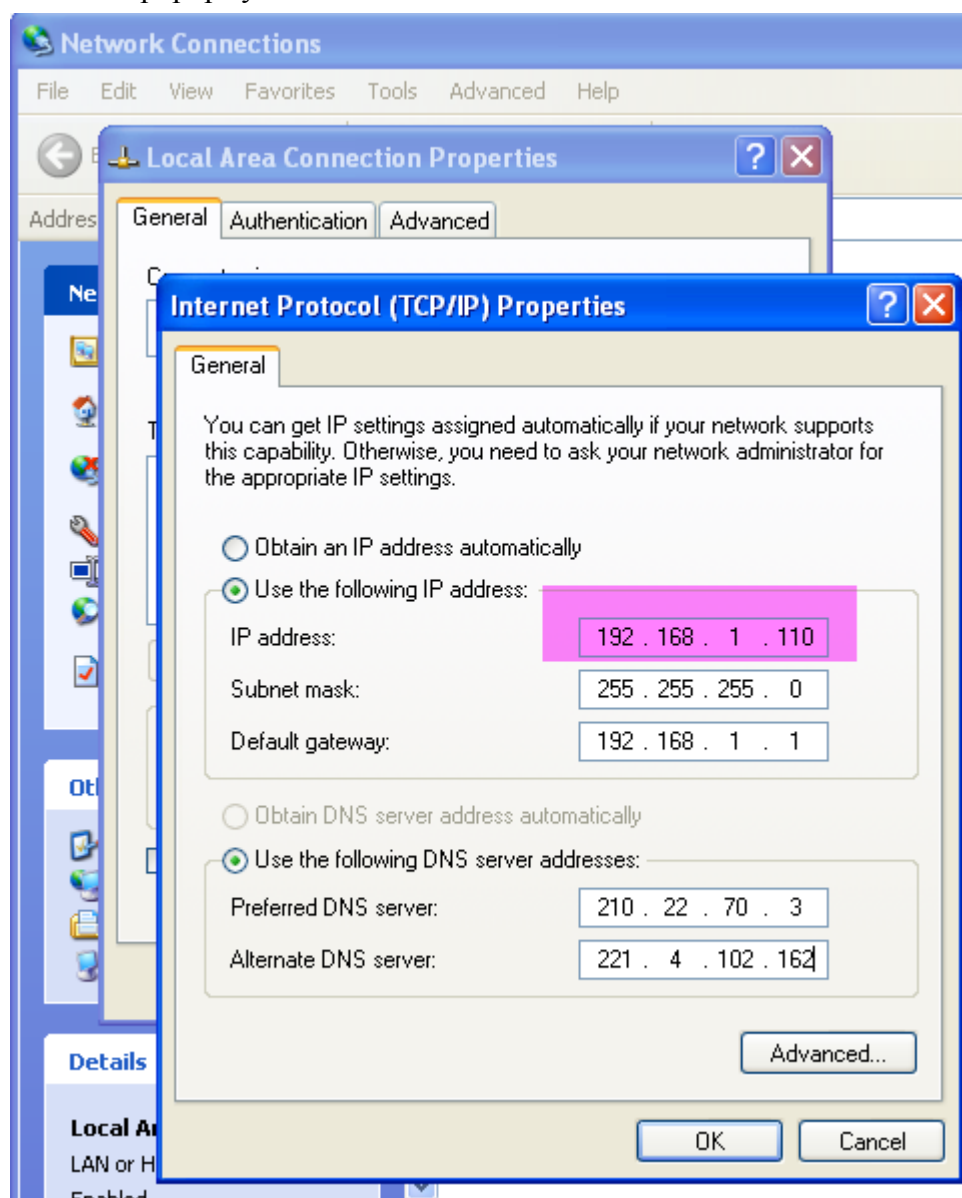 Network Connections
File Edit View Favorites Tools Advanced Help
Local Area Connection Properties
Addres
General Authentication Advanced
Ne
Internet Protocol (TCP/IP) Properties
General
You can get IP settings assigned automatically if your network supports
this capability. Otherwise, you need to ask your network administrator for
the appropriate IP settings.
Obtain an IP address automatically
Use the following IP address:
IP address: 192 . 168 . 1 . 110
Subnet mask: 255 . 255 . 255 . 0
Default gateway: 192 . 168 . 1 . 1
Obtain DNS server address automatically
Use the following DNS server addresses:
Preferred DNS server: 210 . 22 . 70 . 3
Alternate DNS server: 221 . 4 . 102 . 162
Advanced...
Details
Local A
LAN or H
OK Cancel